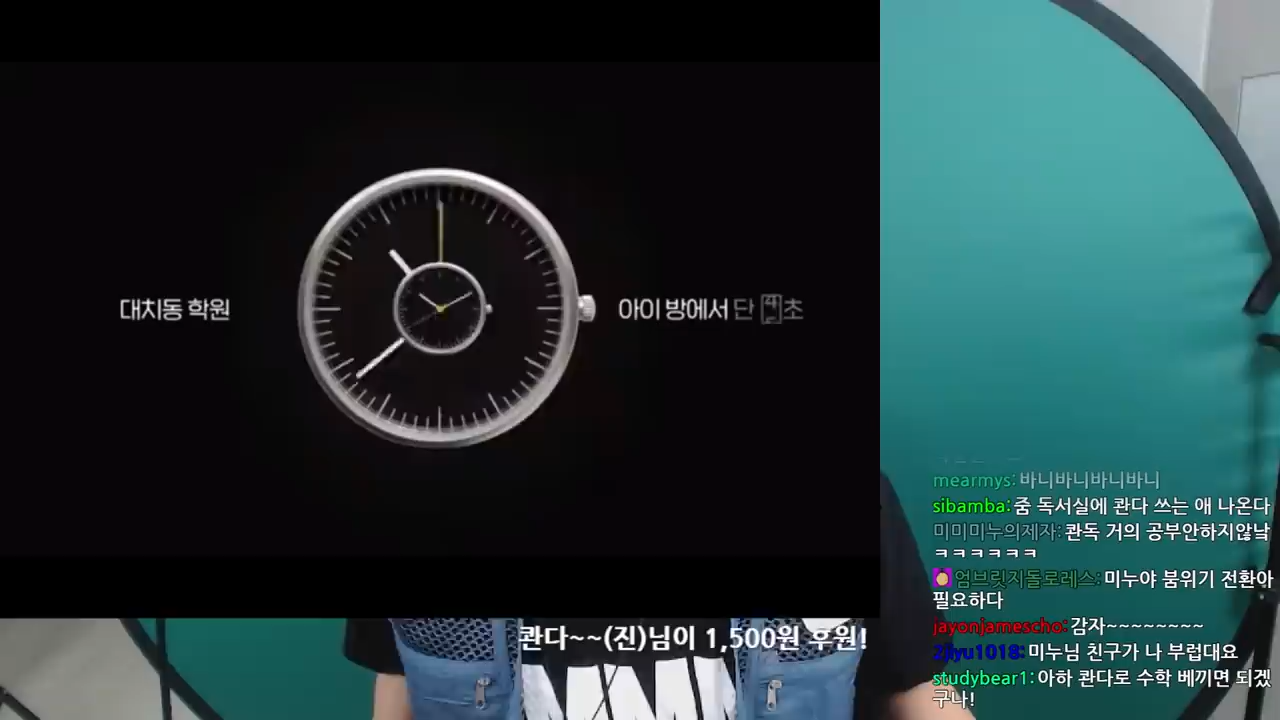 대치동 학원
아이 방에서 단 초
mearmys: 바니바니바니바니
sibamba: 줌 독서실에 콴다 쓰는 애 나온다
미미미누의제자: 콴독 거의 공부안하지않냨
ㅋㅋㅋㅋㅋㅋ
엄브릿지돌로레스: 미누야 붐위기 전환아
필요하다
jayonjamescho: 감자~~~~~~~~
2jiyu1018: 미누님 친구가 나 부럽대요
studybear1: 아하 콴다로 수학 베끼면 되겠
구나!
콴다~~(진)님이 1,500원 후원!